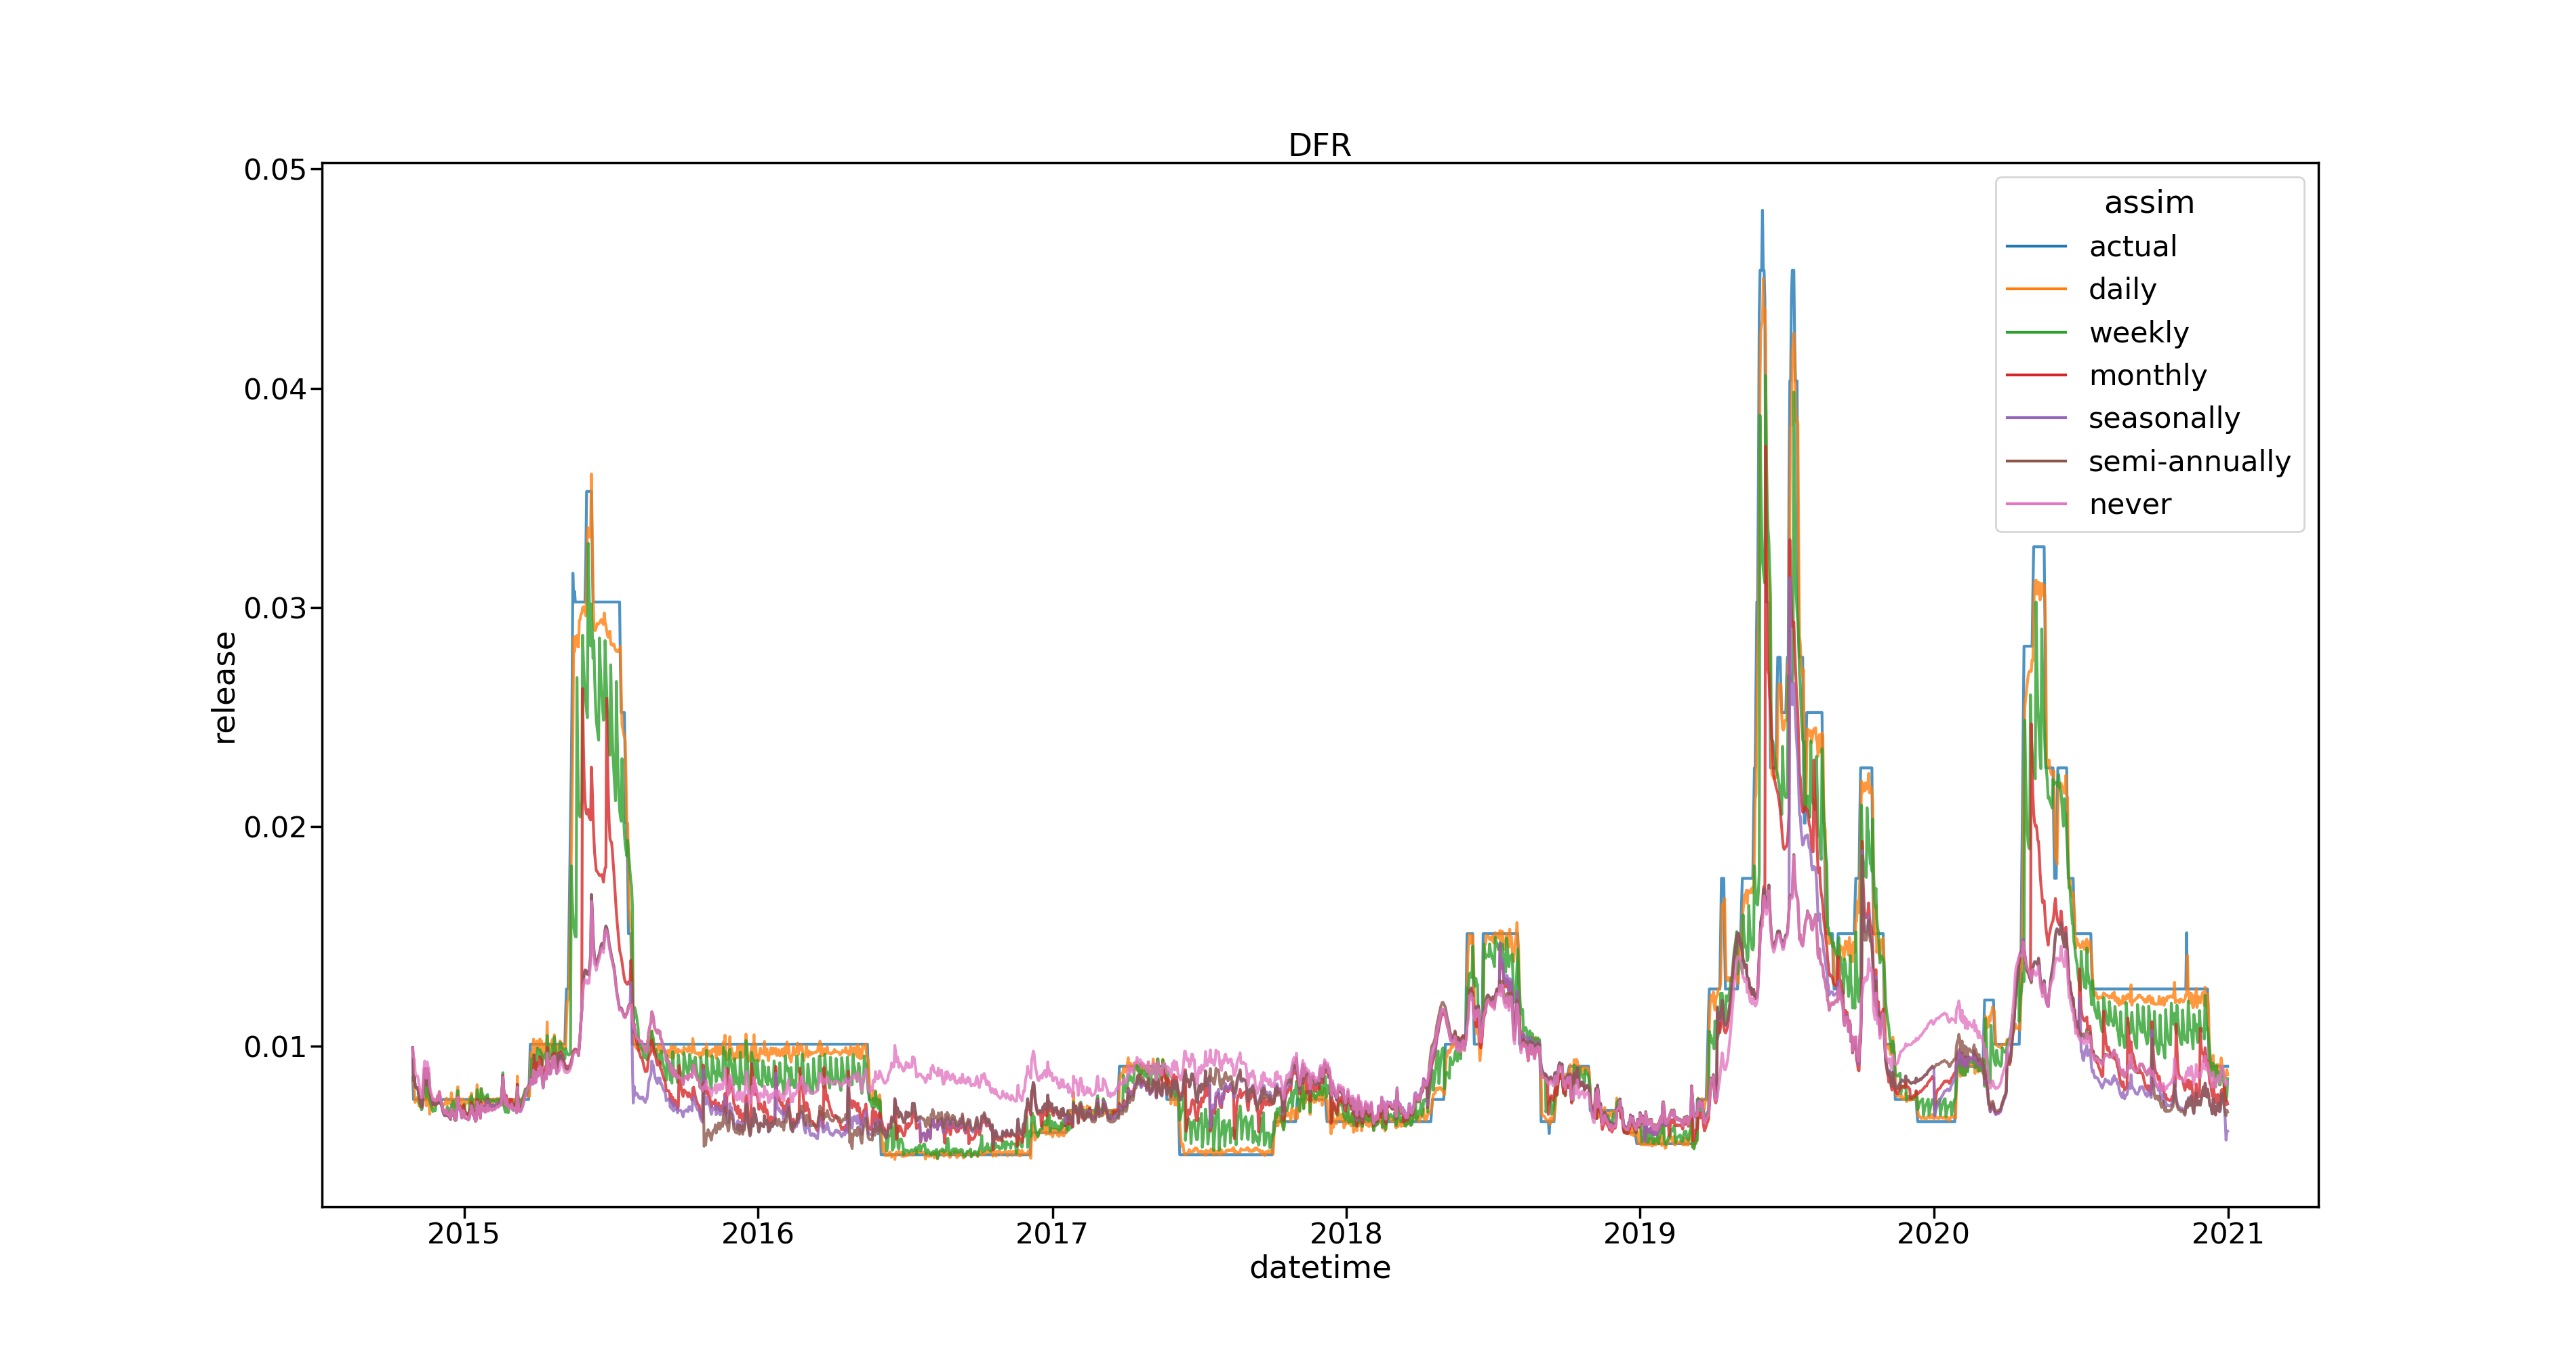 DFR
0.05
0.04
0.03
0.02
0.01
release
assim
actual
daily
weekly
monthly
seasonally
semi-annually
never
2015 2016 2017 2018 2019 2020 2021
datetime